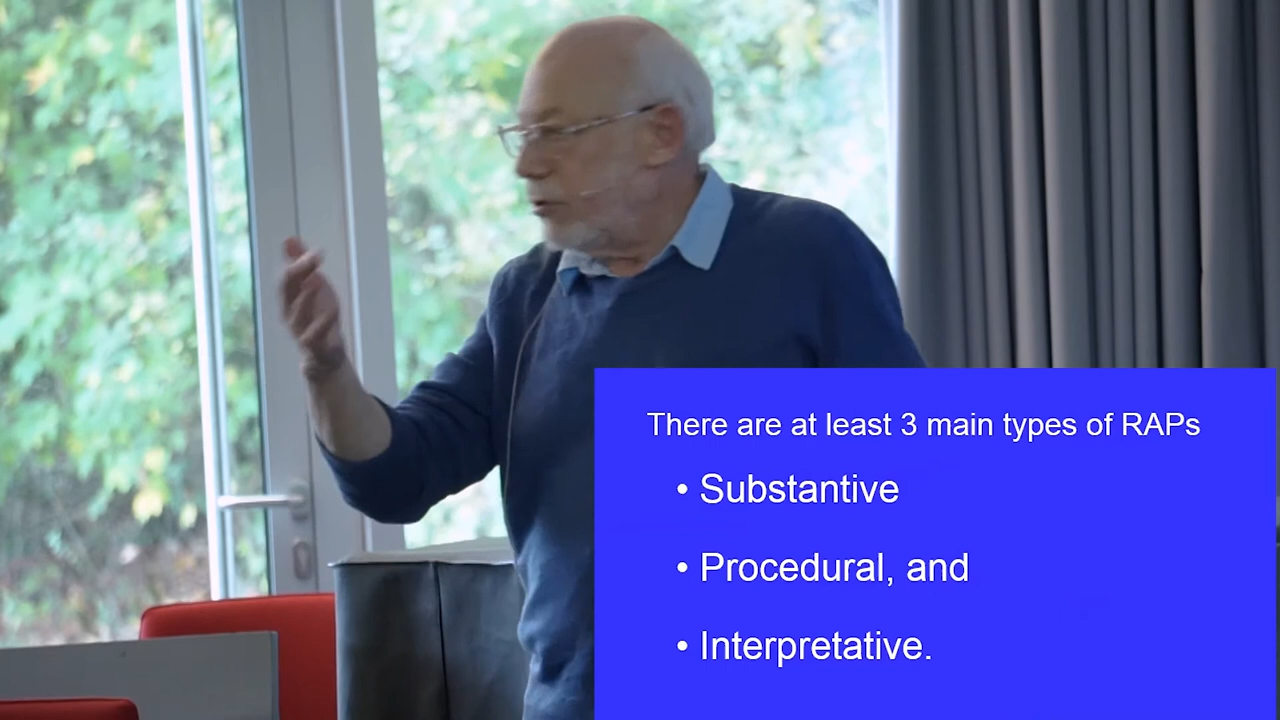 There are at least 3 main types of RAPs
• Substantive
• Procedural, and
• Interpretative.